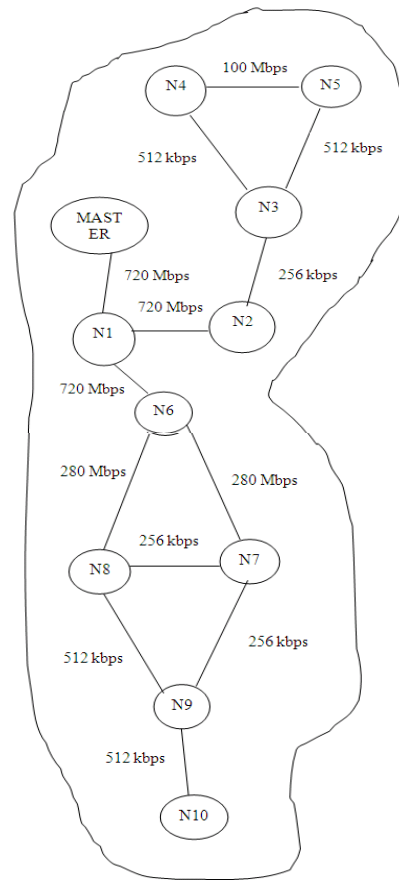 100 Mbps
N4
N5
512 kbps
512 kbps
N3
MAST
ER
256 kbps
720 Mbps
720 Mbps
N2
N1
720 Mbps
N6
280 Mbps
280 Mbps
256 kbps
N8
N7
512 kbps
256 kbps
N9
512 kbps
N10